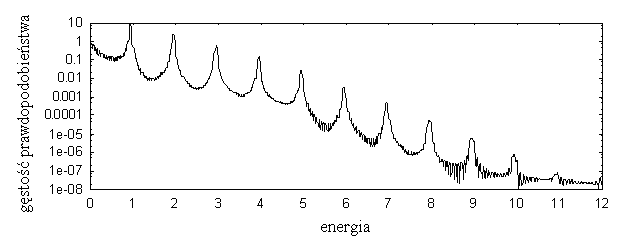 gęstość prawdopodobieństwa
10
1
0.1
0.01
0.001
0.0001
1e-05
1e-06
1e-07
1e-08
0 1 2 3 4 5 6 7 8 9 10 11 12
energia